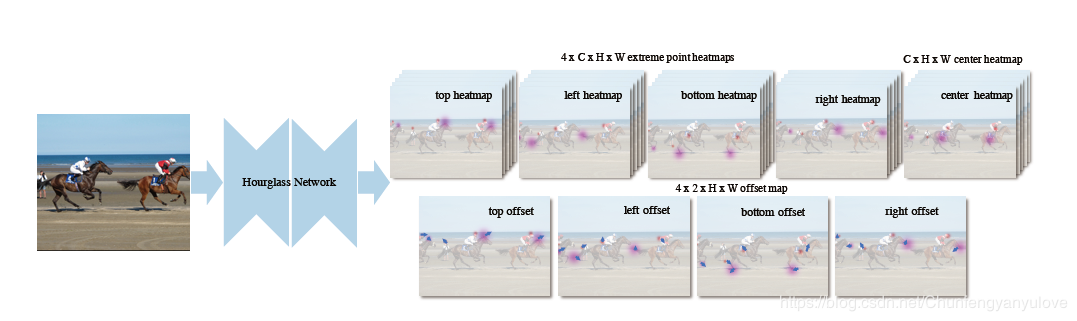 4 x C x H x W extreme point heatmaps
C x H x W center heatmap
top heatmap
left heatmap
bottom heatmap
right heatmap
center heatmap
Hourglass Network
4 x 2 x H x W offset map
top offset
left offset
bottom offset
right offset
https://blog.csdn.net/Chunfengyanyulove